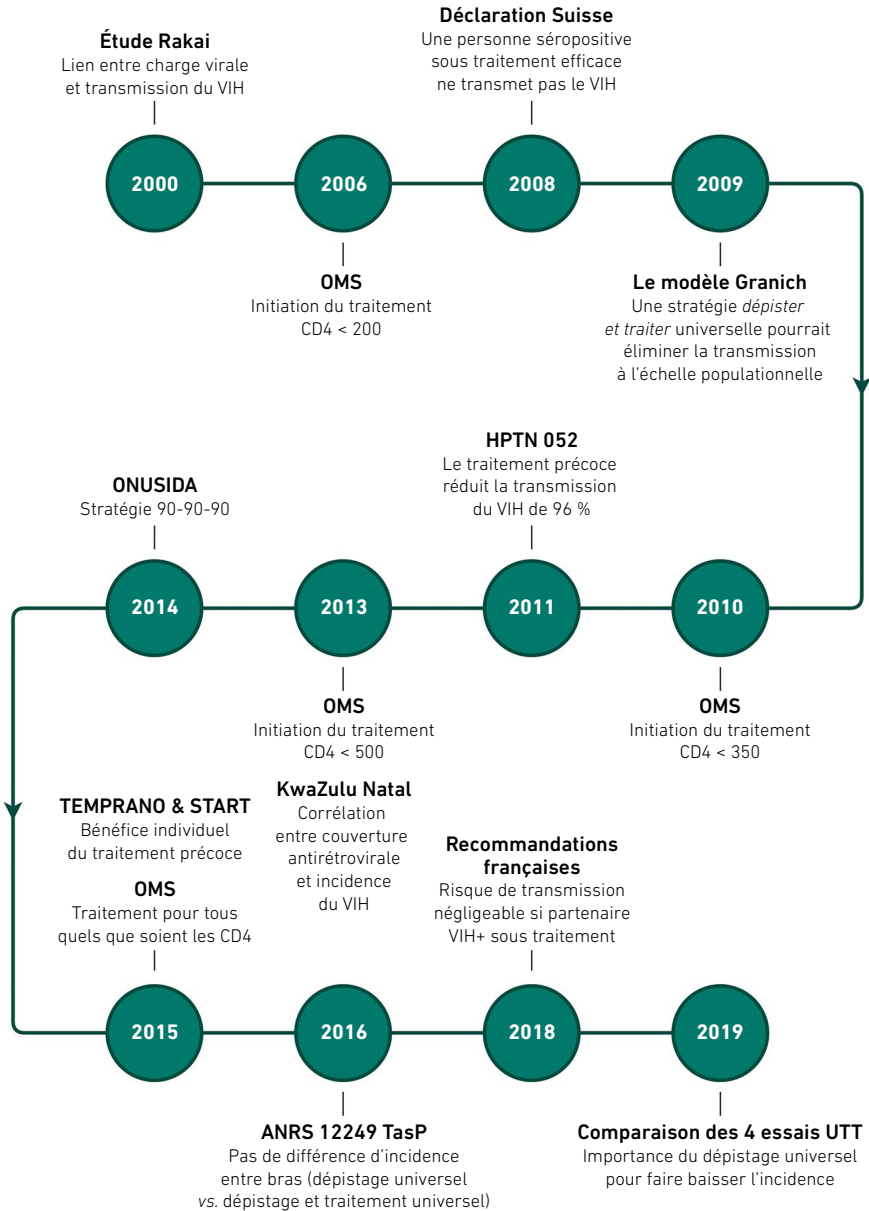 Étude Rakai
Lien entre charge virale
et transmission du VIH
2000
OMS
Initiation du traitement
CD4 < 200
2006
Déclaration Suisse
Une personne séropositive
sous traitement efficace
ne transmet pas le VIH
2008
2009
Le modèle Granich
Une stratégie dépister
et traiter universelle pourrait
éliminer la transmission
à l’échelle populationnelle
2010
OMS
Initiation du traitement
CD4 < 350
HPTN 052
Le traitement précoce
réduit la transmission
du VIH de 96 %
2011
2013
OMS
Initiation du traitement
CD4 < 500
KwaZulu Natal
Corrélation
entre couverture
antirétrovirale
et incidence
du VIH
ONUSIDA
Stratégie 90-90-90
2014
TEMPRANO & START
Bénéfice individuel
du traitement précoce
OMS
Traitement pour tous
quels que soient les CD4
2015
2016
ANRS 12249 TasP
Pas de différence d’incidence
entre bras (dépistage universel
vs. dépistage et traitement universel)
Recommandations
françaises
Risque de transmission
négligeable si partenaire
VIH+ sous traitement
2018
2019
Comparaison des 4 essais UTT
Importance du dépistage universel
pour faire baisser l’incidence